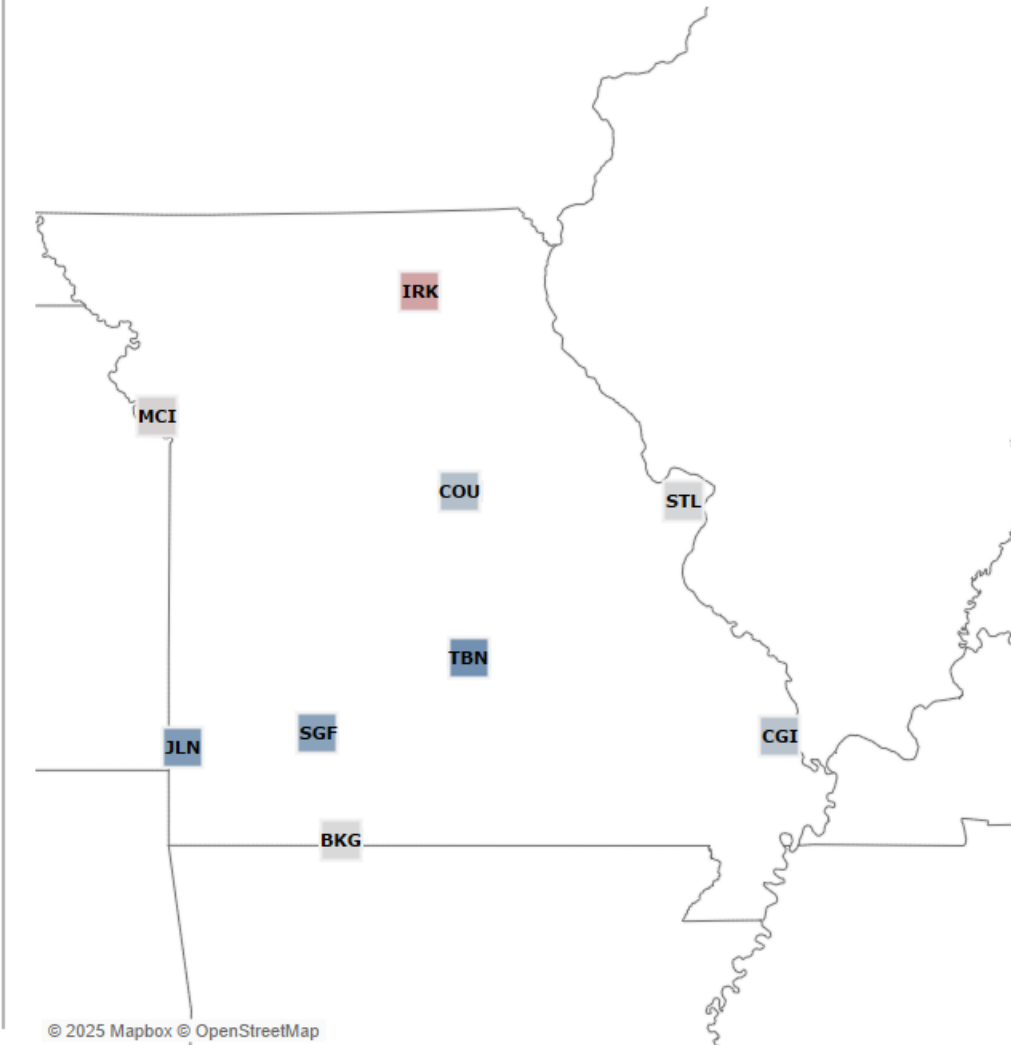 IRK
MCI
COU
STL
TBN
SGF
CGI
JLN
BKG
© 2025 Mapbox © OpenStreetMap